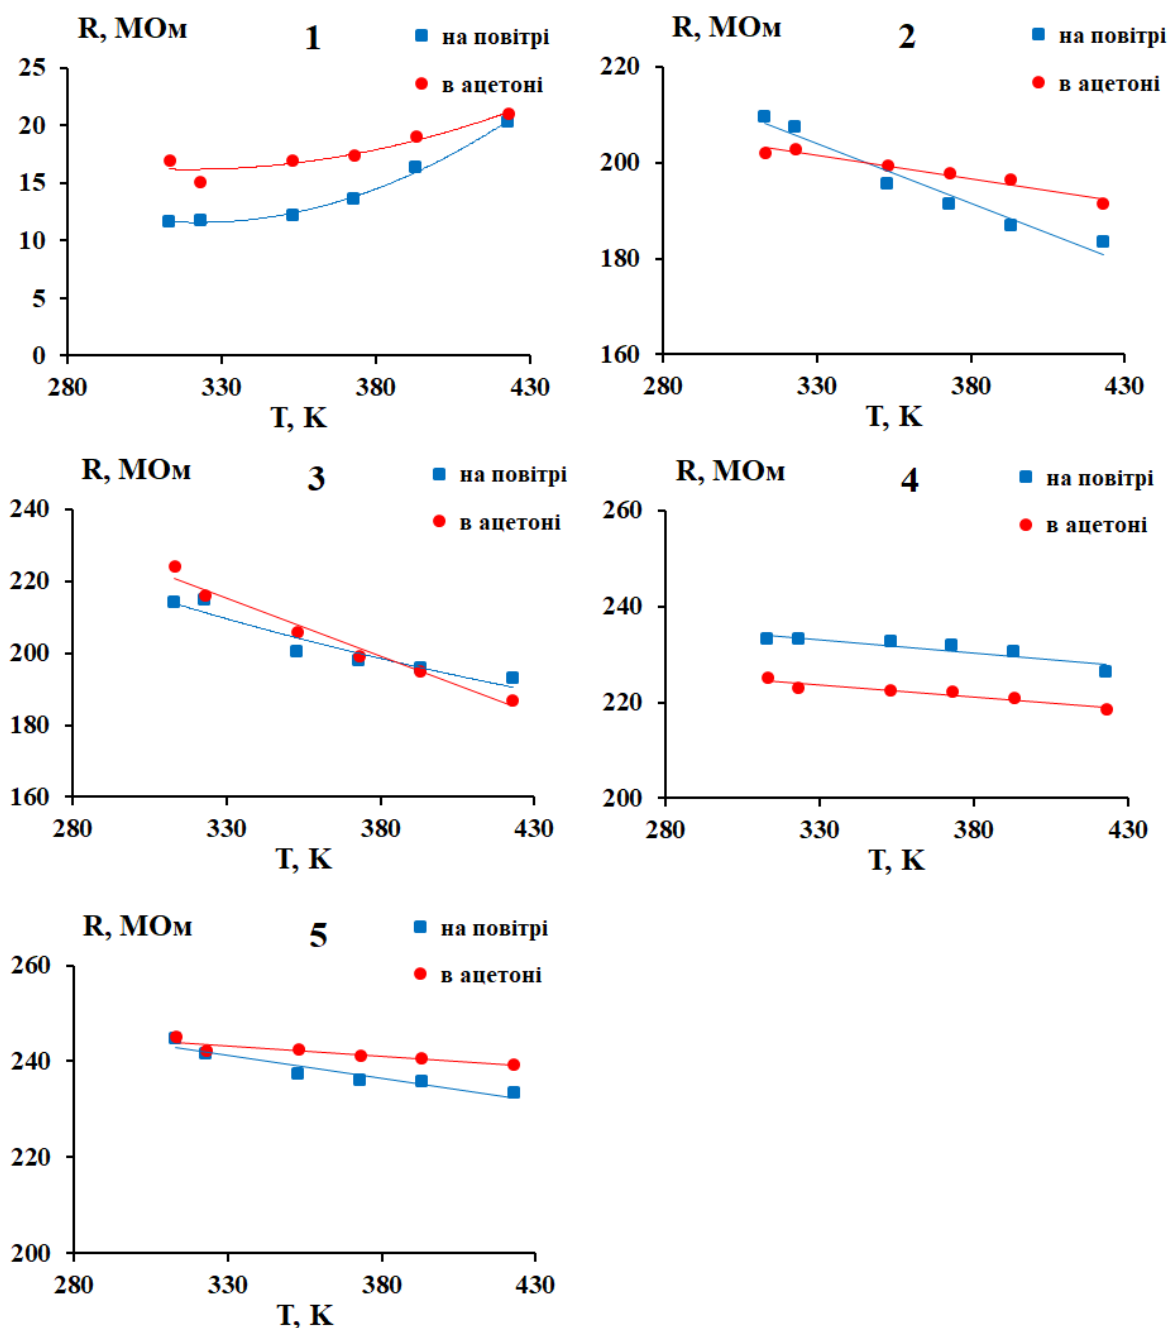 R, МОм
1
на повітрі
в ацетоні
25
20
15
10
5
0
280
330
380
430
T, K
R, МОм
2
на повітрі
в ацетоні
220
200
180
160
280
330
380
430
T, K
R, МОм
3
на повітрі
в ацетоні
240
220
200
180
160
280
330
380
430
T, K
R, МОм
4
на повітрі
в ацетоні
260
240
220
200
280
330
380
430
T, K
R, МОм
5
на повітрі
в ацетоні
260
240
220
200
280
330
380
430
T, K